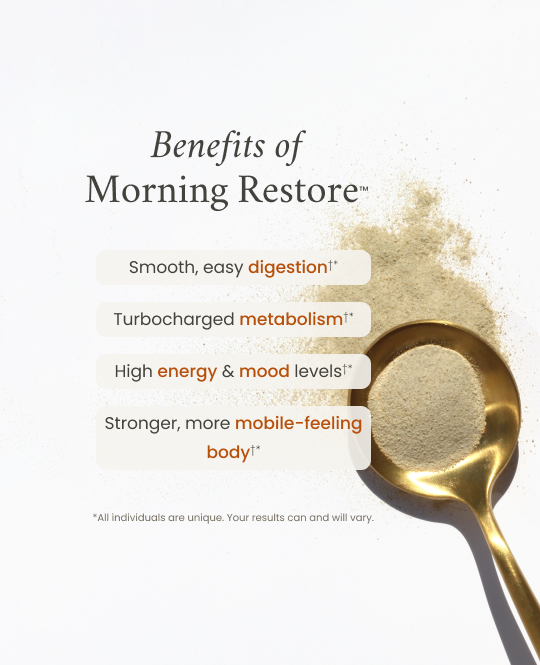 Benefits of
Morning Restore™
Smooth, easy digestion†*
Turbocharged metabolism†*
High energy & mood levels†*
Stronger, more mobile-feeling
body†*
*All individuals are unique. Your results can and will vary.